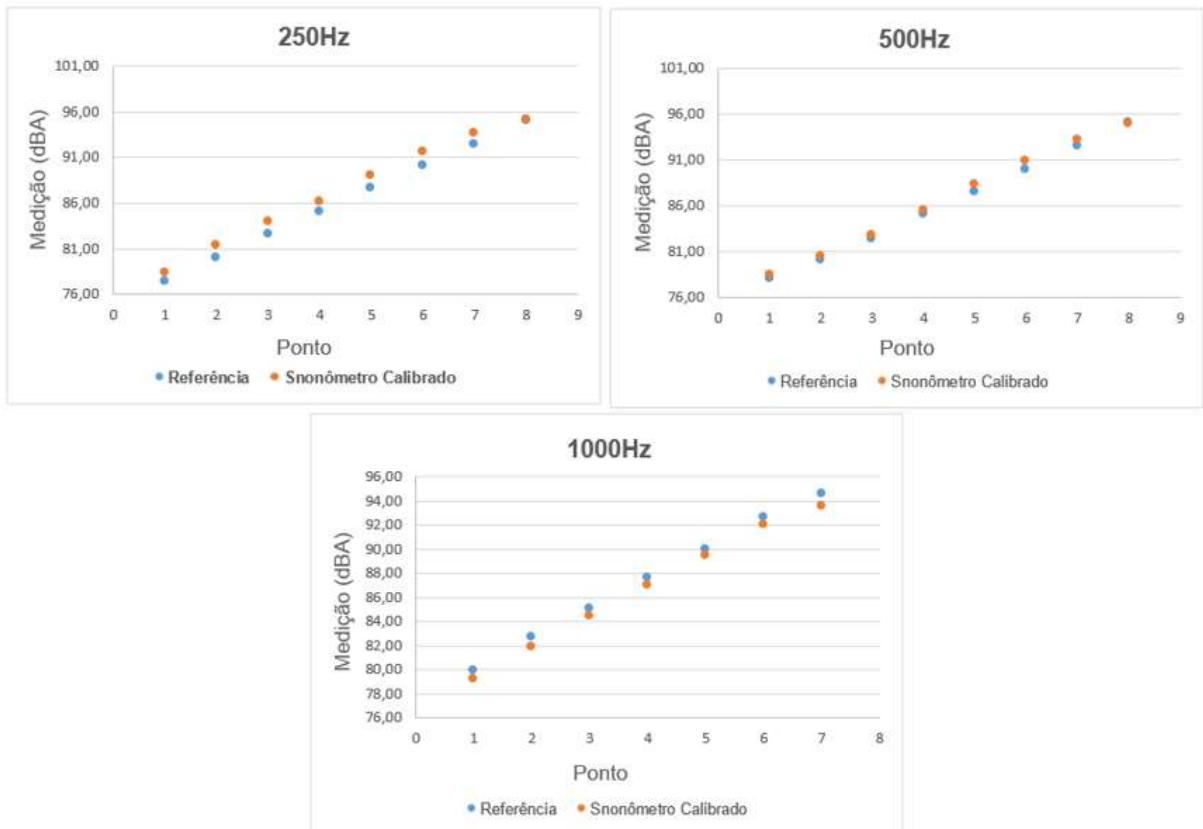 250Hz
Medição (dBA)
101,00
96,00
91,00
86,00
81,00
76,00
0 1 2 3 4 5 6 7 8 9
Ponto
Referência Snonômetro Calibrado
500Hz
Medição (dBA)
101,00
96,00
91,00
86,00
81,00
76,00
0 1 2 3 4 5 6 7 8 9
Ponto
Referência Snonômetro Calibrado
1000Hz
Medição (dBA)
96,00
94,00
92,00
90,00
88,00
86,00
84,00
82,00
80,00
78,00
76,00
0 1 2 3 4 5 6 7 8
Ponto
Referência Snonômetro Calibrado